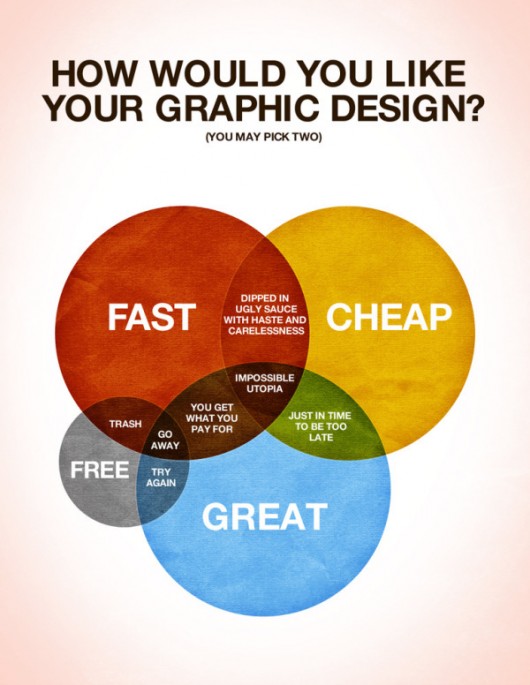 HOW WOULD YOU LIKE
YOUR GRAPHIC DESIGN?
(YOU MAY PICK TWO)
FAST
DIPPED IN
UGLY SAUCE
WITH HASTE AND
CARELESSNESS
CHEAP
IMPOSSIBLE
UTOPIA
YOU GET
WHAT YOU
PAY FOR
JUST IN TIME
TO BE TOO
LATE
TRASH
GO
AWAY
FREE
TRY
AGAIN
GREAT